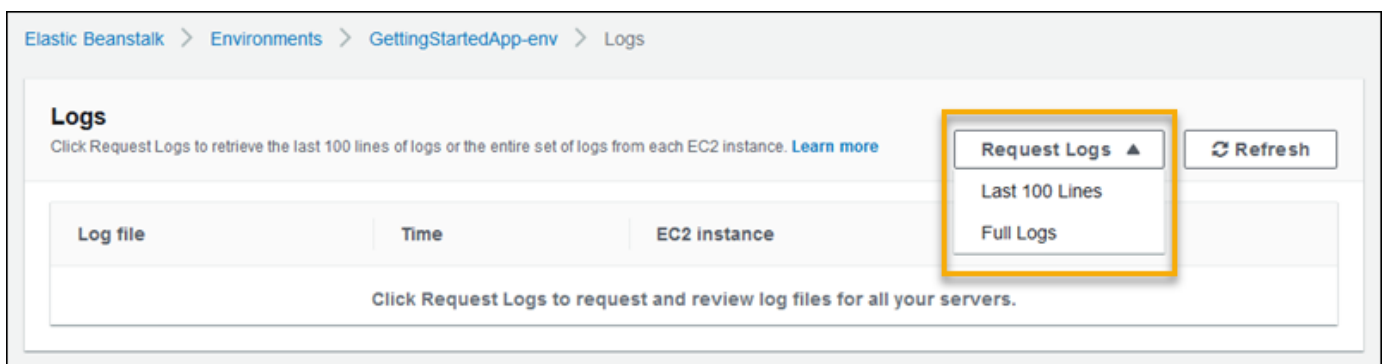 Elastic Beanstalk > Environments > GettingStartedApp-env > Logs
Logs
Click Request Logs to retrieve the last 100 lines of logs or the entire set of logs from each EC2 instance. Learn more
Request Logs ▲
Refresh
Last 100 Lines
Full Logs
Log file
Time
EC2 instance
Click Request Logs to request and review log files for all your servers.